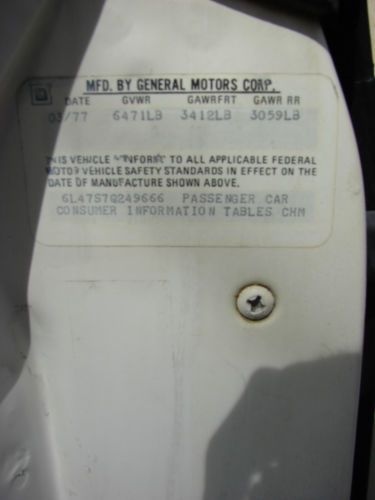 MFD. BY GENERAL MOTORS CORP.
DATE GVWR GAWRFRT GAWR RR
03/77 6471LB 3412LB 3059LB
THIS VEHICLE CONFORMS TO ALL APPLICABLE FEDERAL
MOTOR VEHICLE SAFETY STANDARDS IN EFFECT ON THE
DATE OF MANUFACTURE SHOWN ABOVE.
6L47S7Q249666 PASSENGER CAR
CONSUMER INFORMATION TABLES CHM